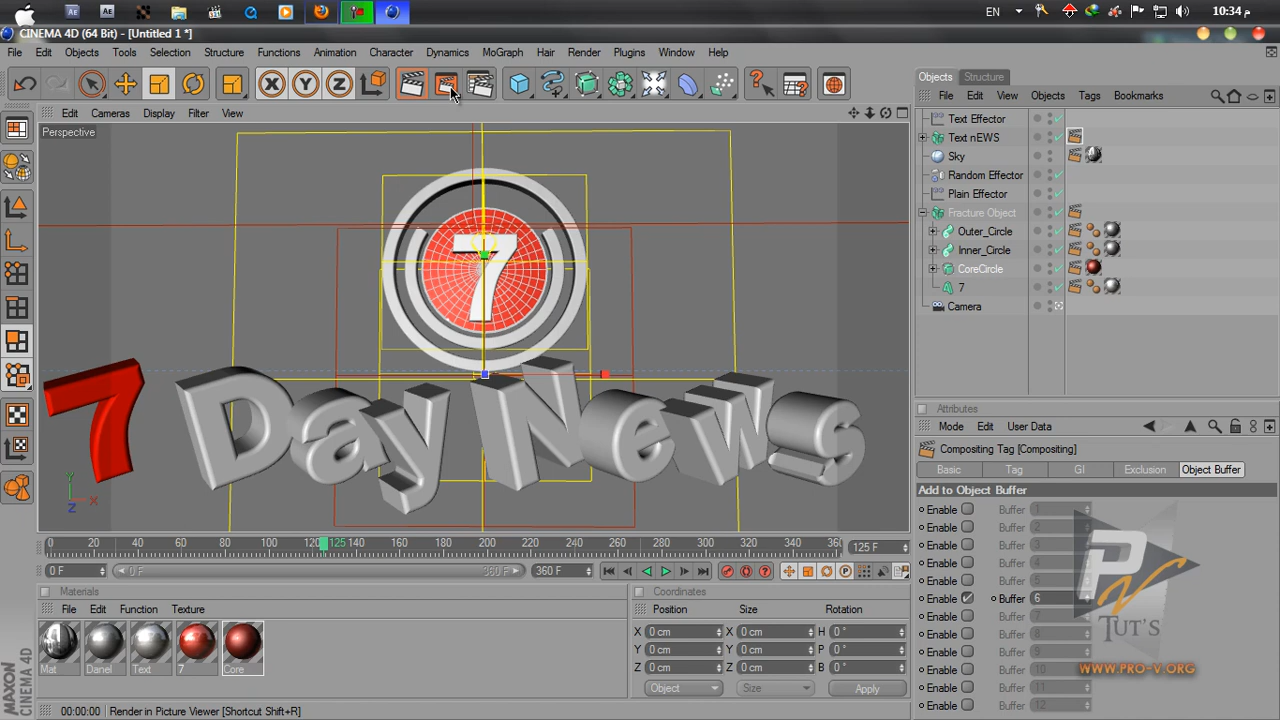 EN
10:34 م
CINEMA 4D (64 Bit) - [Untitled 1 *]
File Edit Objects Tools Selection Structure Functions Animation Character Dynamics MoGraph Hair Render Plugins Window Help
X Y Z
Edit Cameras Display Filter View
Perspective
7
7 Day News
Y
X
Z
0 20 40 60 80 100 120 125 140 160 180 200 220 240 260 280 300 320 340 36
125 F
0 F
0 F
360 F
360 F
Materials
File Edit Function Texture
Mat
Danel
Text
7
Core
Coordinates
Position Size Rotation
X 0 cm X 0 cm H 0 °
Y 0 cm Y 0 cm P 0 °
Z 0 cm Z 0 cm B 0 °
Object Size Apply
MAXON
CINEMA 4D
00:00:00 Render in Picture Viewer [Shortcut Shift+R]
Objects Structure
File Edit View Objects Tags Bookmarks
Text Effector
Text nEWS
Sky
Random Effector
Plain Effector
Fracture Object
Outer_Circle
Inner_Circle
CoreCircle
7
Camera
Attributes
Mode Edit User Data
Compositing Tag [Compositing]
Basic Tag GI Exclusion Object Buffer
Add to Object Buffer
Enable Buffer 1
Enable Buffer 2
Enable Buffer 3
Enable Buffer 4
Enable Buffer 5
Enable Buffer 6
Enable Buffer 7
Enable Buffer 8
Enable Buffer 9
Enable Buffer 10
Enable Buffer 11
Enable Buffer 12
PV
TUT'S
WWW.PRO-V.ORG